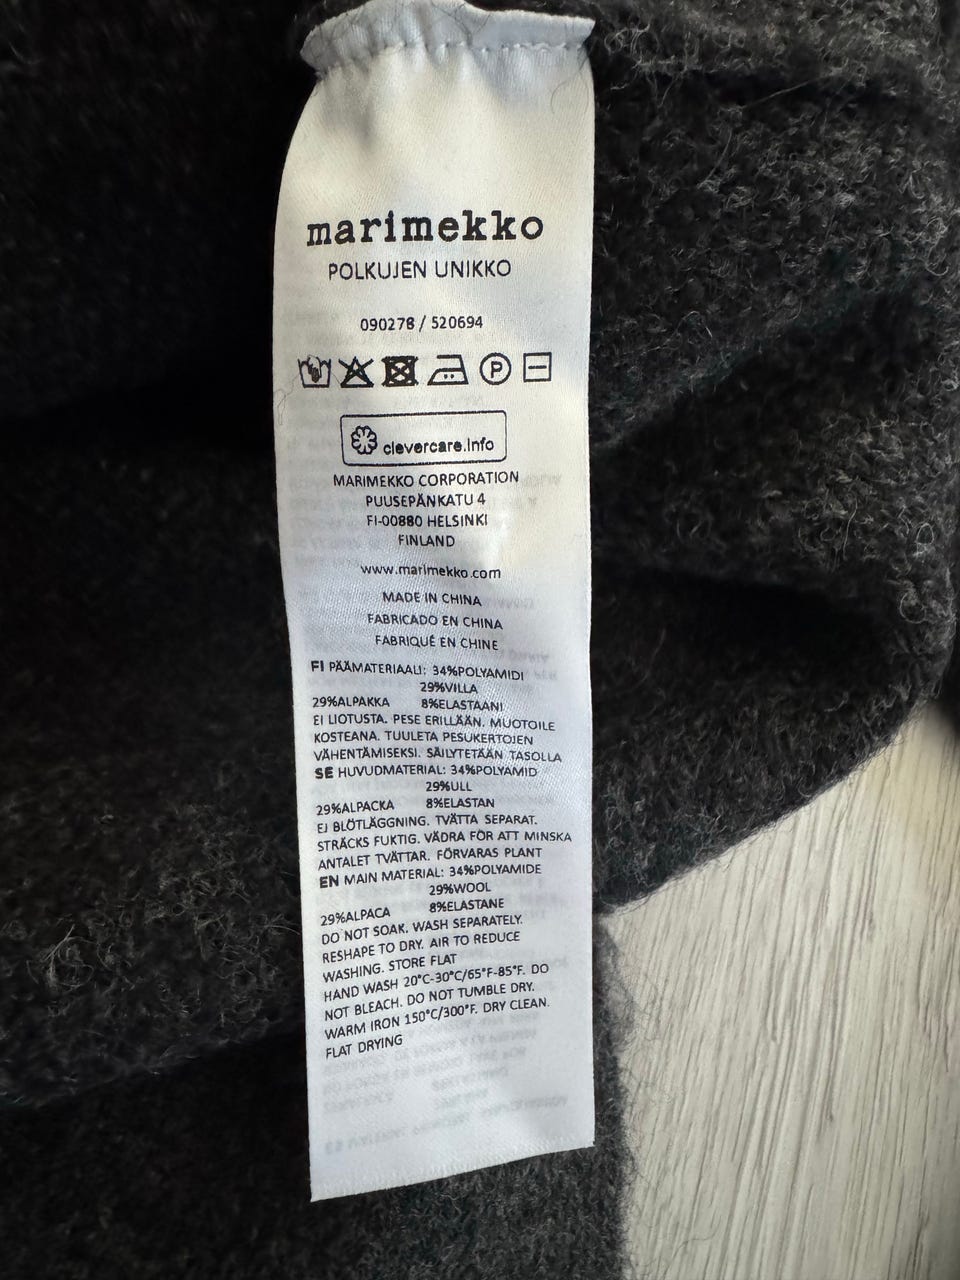 marimekko
POLKUJEN UNIKKO
090278 / 520694
P
clevercare.info
MARIMEKKO CORPORATION
PUUSEPÄNKATU 4
FI-00880 HELSINKI
FINLAND
www.marimekko.com
MADE IN CHINA
FABRICADO EN CHINA
FABRIQUÉ EN CHINE
FI PÄÄMATERIAALI: 34%POLYAMIDI
29%VILLA
29%ALPAKKA 8%ELASTAANI
EI LIOTUSTA. PESE ERILLÄÄN. MUOTOILE
KOSTEANA. TUULETA PESUKERTOJEN
VÄHENTÄMISEKSI. SÄILYTETÄÄN TASOLLA
SE HUVUDMATERIAL: 34%POLYAMID
29%ULL
29%ALPACKA 8%ELASTAN
EJ BLÖTLÄGGNING. TVÄTTA SEPARAT.
STRÄCKS FUKTIG. VÄDRA FÖR ATT MINSKA
ANTALET TVÄTTAR. FÖRVARAS PLANT
EN MAIN MATERIAL: 34%POLYAMIDE
29%WOOL
29%ALPACA 8%ELASTANE
DO NOT SOAK. WASH SEPARATELY.
RESHAPE TO DRY. AIR TO REDUCE
WASHING. STORE FLAT
HAND WASH 20°C-30°C/65°F-85°F. DO
NOT BLEACH. DO NOT TUMBLE DRY.
WARM IRON 150°C/300°F. DRY CLEAN.
FLAT DRYING